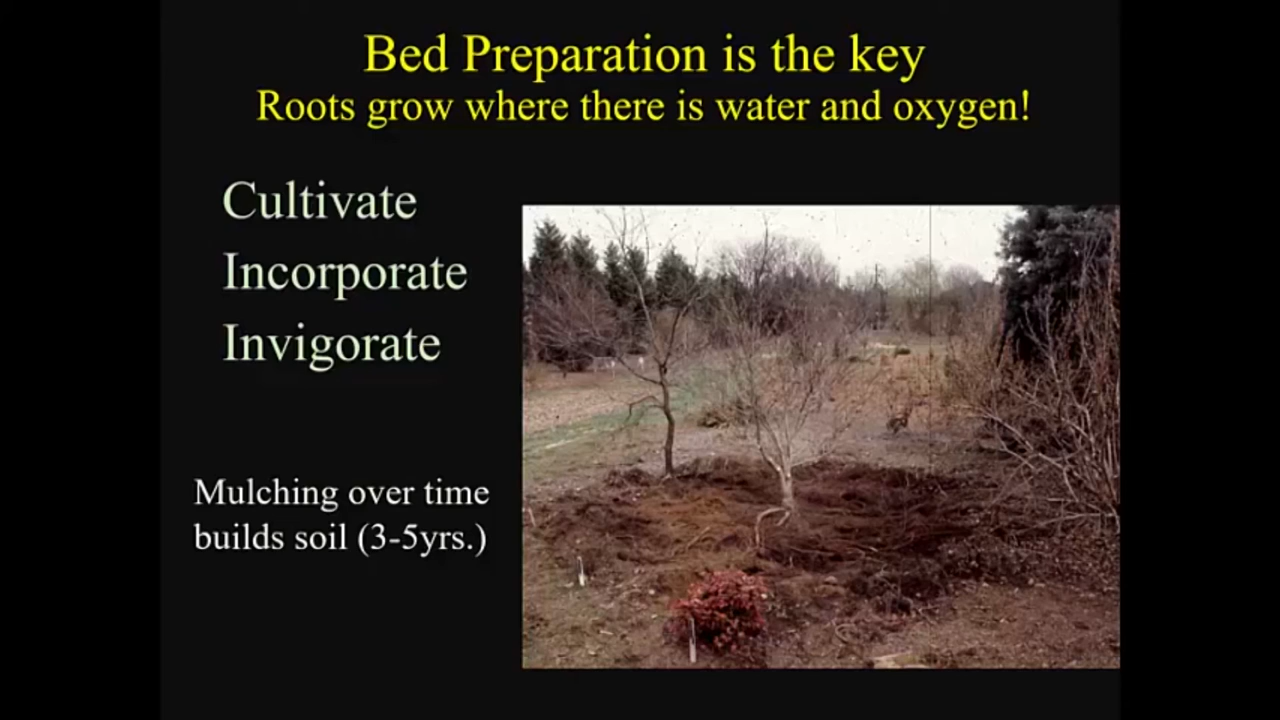 Bed Preparation is the key
Roots grow where there is water and oxygen!
Cultivate
Incorporate
Invigorate
Mulching over time
builds soil (3-5yrs.)